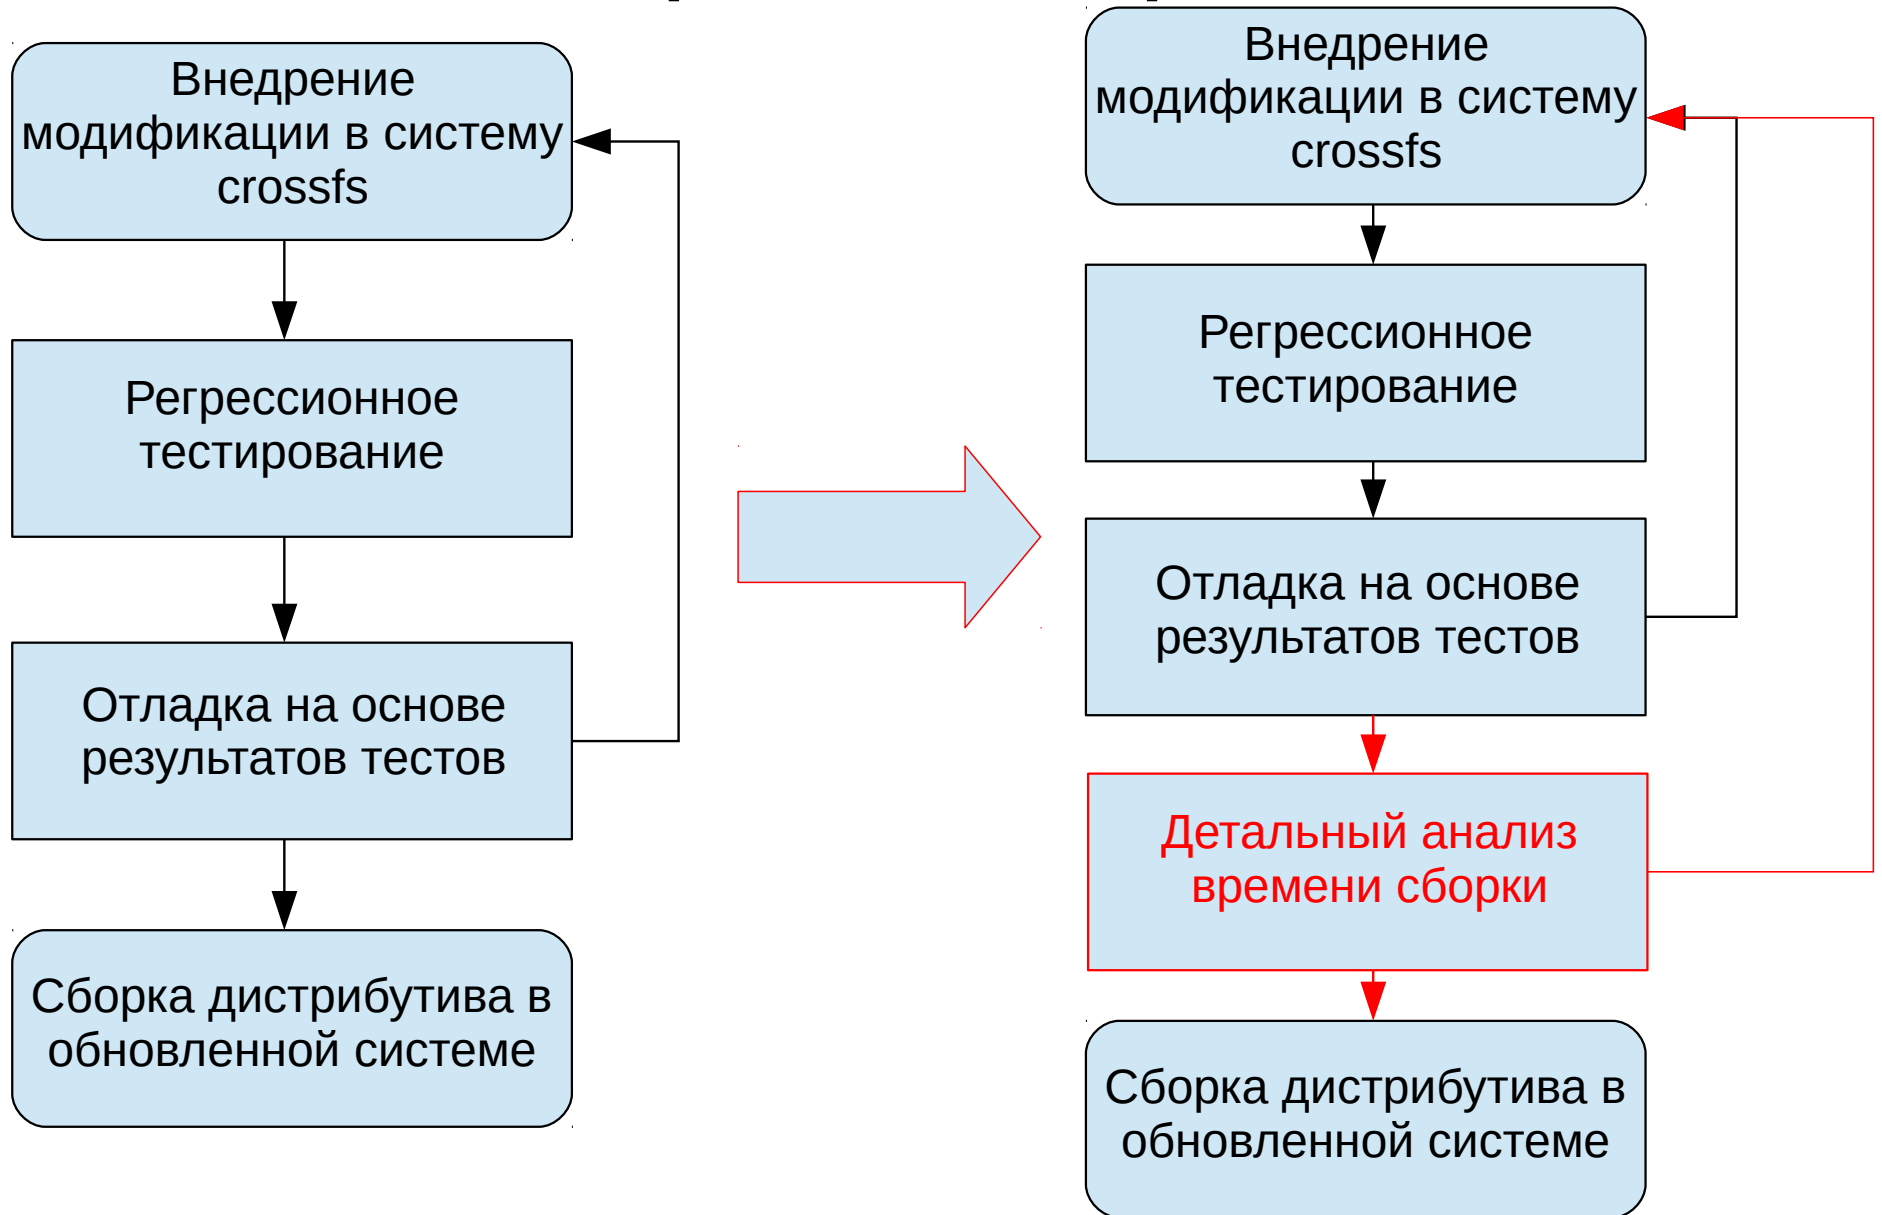 Внедрение
модификации в систему
crossfs
Регрессионное
тестирование
Отладка на основе
результатов тестов
Сборка дистрибутива в
обновленной системе
Внедрение
модификации в систему
crossfs
Регрессионное
тестирование
Отладка на основе
результатов тестов
Детальный анализ
времени сборки
Сборка дистрибутива в
обновленной системе